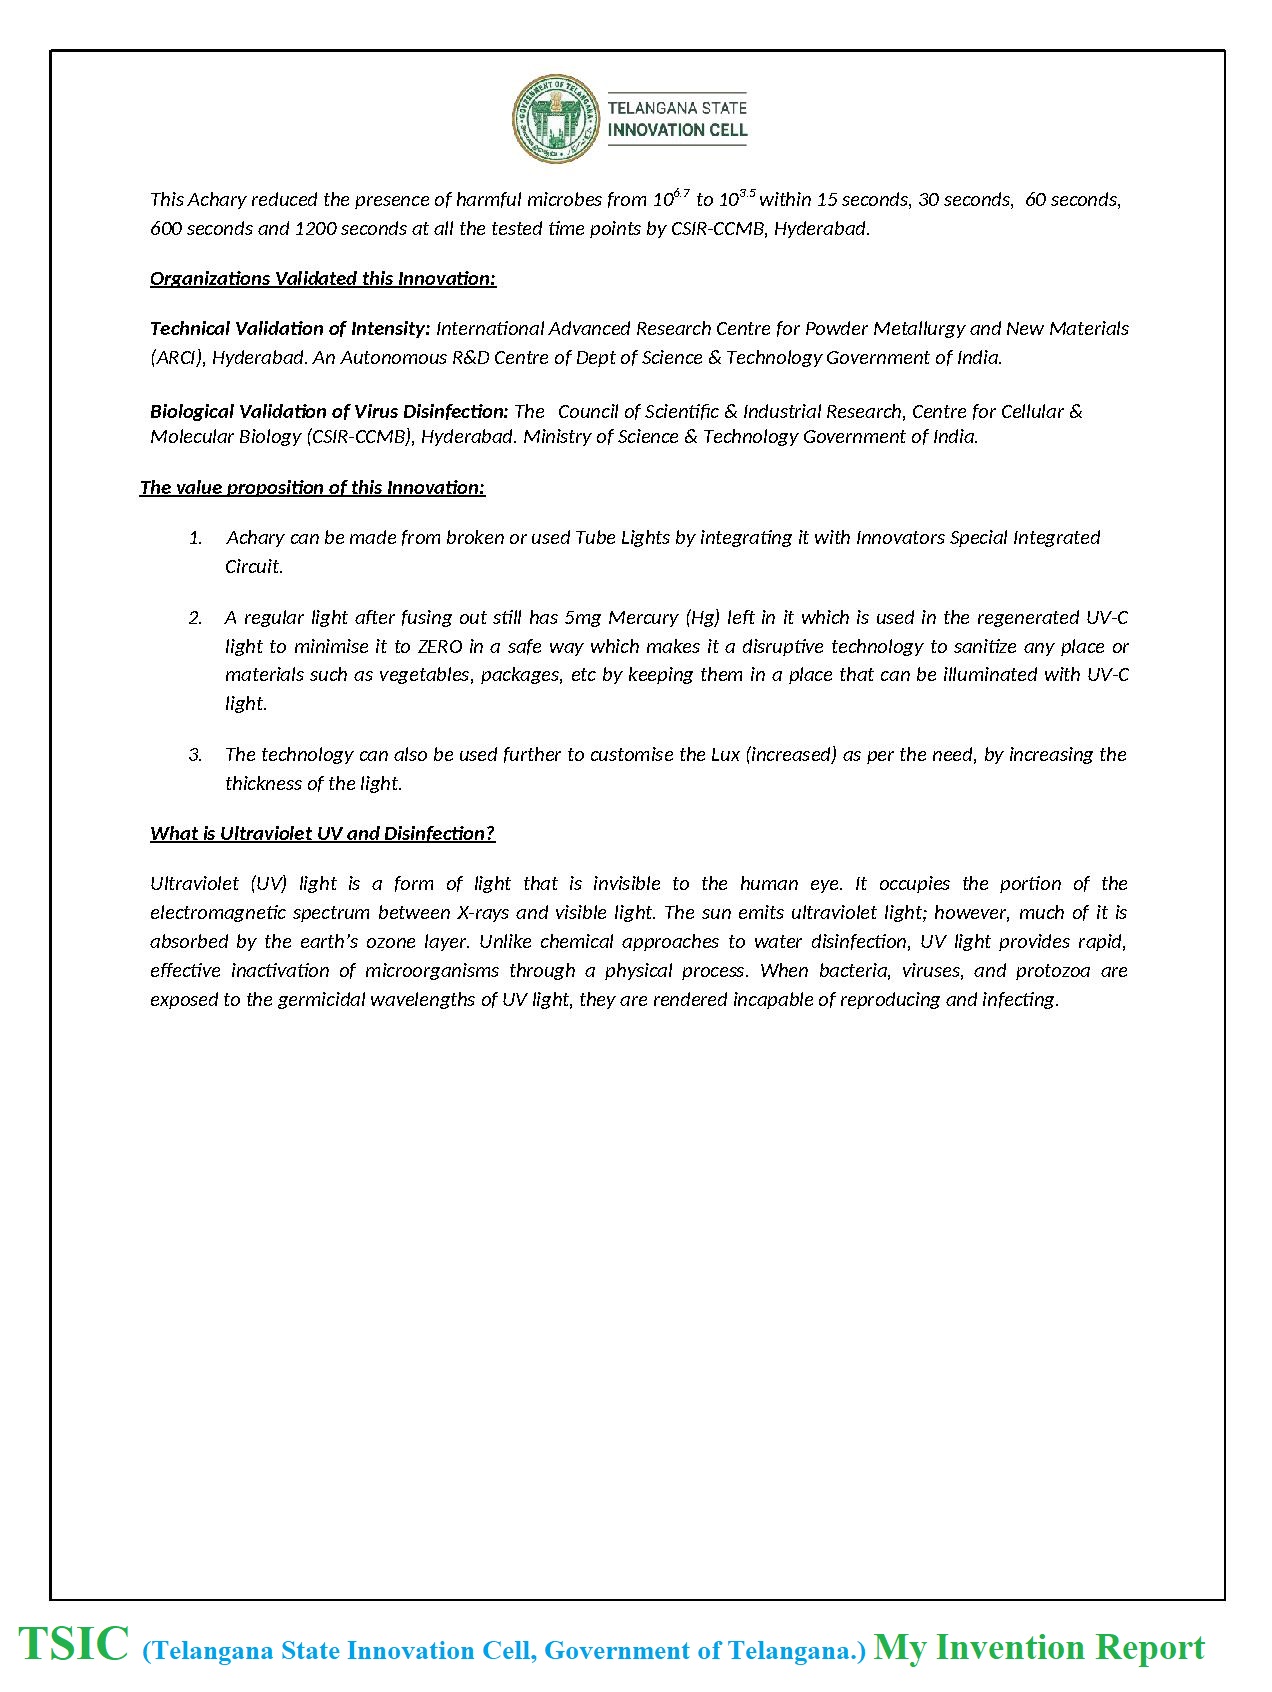 GOVERNMENT OF TELANGANA
TELANGANA STATE
INNOVATION CELL
This Achary reduced the presence of harmful microbes from 10^6.7 to 10^3.5 within 15 seconds, 30 seconds, 60 seconds,
600 seconds and 1200 seconds at all the tested time points by CSIR-CCMB, Hyderabad.
Organizations Validated this Innovation:
Technical Validation of Intensity: International Advanced Research Centre for Powder Metallurgy and New Materials
(ARCI), Hyderabad. An Autonomous R&D Centre of Dept of Science & Technology Government of India.
Biological Validation of Virus Disinfection: The Council of Scientific & Industrial Research, Centre for Cellular &
Molecular Biology (CSIR-CCMB), Hyderabad. Ministry of Science & Technology Government of India.
The value proposition of this Innovation:
1. Achary can be made from broken or used Tube Lights by integrating it with Innovators Special Integrated
Circuit.
2. A regular light after fusing out still has 5mg Mercury (Hg) left in it which is used in the regenerated UV-C
light to minimise it to ZERO in a safe way which makes it a disruptive technology to sanitize any place or
materials such as vegetables, packages, etc by keeping them in a place that can be illuminated with UV-C
light.
3. The technology can also be used further to customise the Lux (increased) as per the need, by increasing the
thickness of the light.
What is Ultraviolet UV and Disinfection?
Ultraviolet (UV) light is a form of light that is invisible to the human eye. It occupies the portion of the
electromagnetic spectrum between X-rays and visible light. The sun emits ultraviolet light; however, much of it is
absorbed by the earth’s ozone layer. Unlike chemical approaches to water disinfection, UV light provides rapid,
effective inactivation of microorganisms through a physical process. When bacteria, viruses, and protozoa are
exposed to the germicidal wavelengths of UV light, they are rendered incapable of reproducing and infecting.
TSIC (Telangana State Innovation Cell, Government of Telangana.) My Invention Report